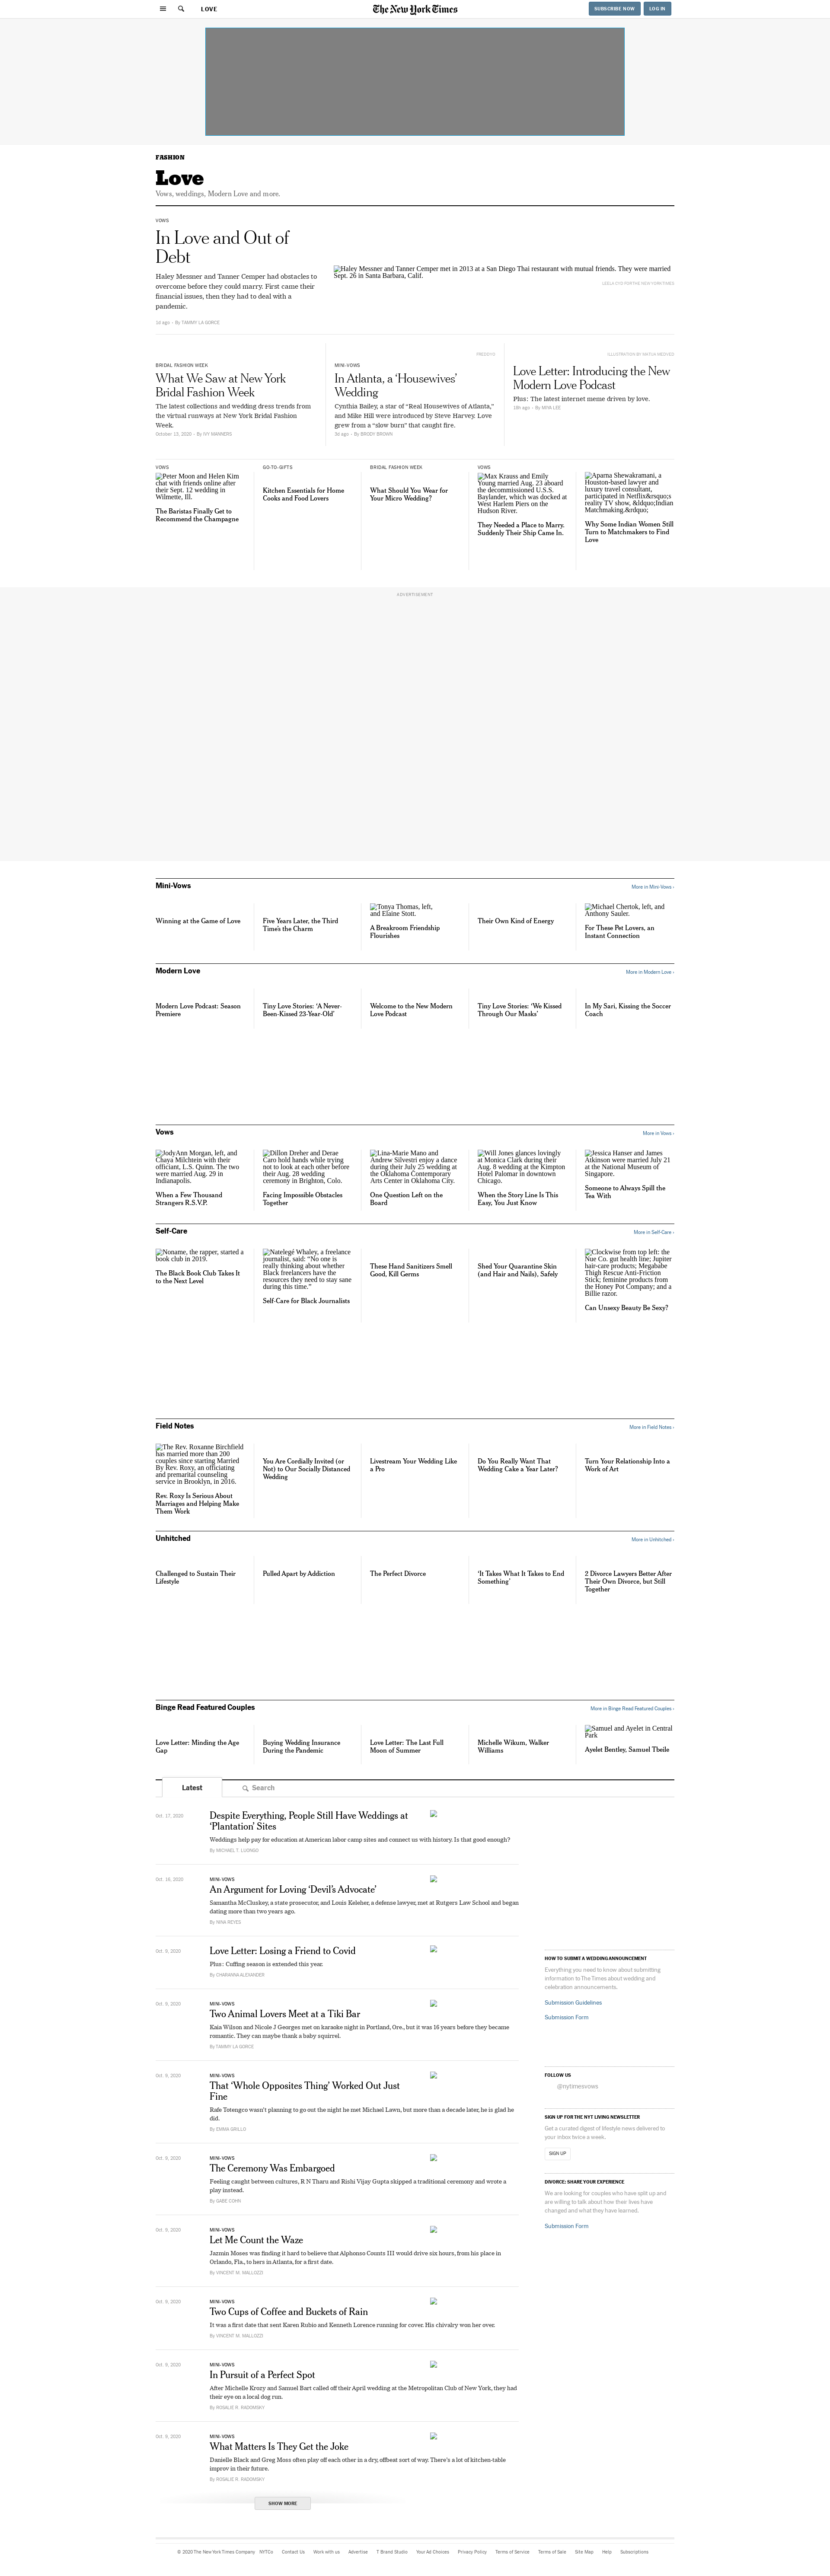 LOVE
The New York Times
SUBSCRIBE NOW
LOG IN
FASHION
Love
Vows, weddings, Modern Love and more.
VOWS
In Love and Out of
Debt
Haley Messner and Tanner Cemper had obstacles to
overcome before they could marry. First came their
financial issues, then they had to deal with a
pandemic.
1d ago · By TAMMY LA GORCE
Haley Messner and Tanner Cemper met in 2013 at a San Diego Thai restaurant with mutual friends. They were married
Sept. 26 in Santa Barbara, Calif.
BRIDAL FASHION WEEK
What We Saw at New York
Bridal Fashion Week
The latest collections and wedding dress trends from
the virtual runways at New York Bridal Fashion
Week.
October 13, 2020 · By IVY MANNERS
MINI-VOWS
In Atlanta, a ‘Housewives’
Wedding
Cynthia Bailey, a star of “Real Housewives of Atlanta,”
and Mike Hill were introduced by Steve Harvey. Love
grew from a “slow burn” that caught fire.
3d ago · By BRODY BROWN
Love Letter: Introducing the New
Modern Love Podcast
Plus: The latest internet meme driven by love.
18h ago · By MIYA LEE
VOWS
Peter Moon and Helen Kim
chat with friends online after
their Sept. 12 wedding in
Wilmette, Ill.
The Baristas Finally Get to
Recommend the Champagne
GO-TO-GIFTS
Kitchen Essentials for Home
Cooks and Food Lovers
BRIDAL FASHION WEEK
What Should You Wear for
Your Micro Wedding?
VOWS
Max Krauss and Emily
Young married Aug. 23 aboard
the decommissioned U.S.S.
Baylander, which was docked at
West Harlem Piers on the
Hudson River.
They Needed a Place to Marry.
Suddenly Their Ship Came In.
Aparna Shewakramani, a
Houston-based lawyer and
luxury travel consultant,
participated in Netflix&rsquo;s
reality TV show, &ldquo;Indian
Matchmaking.&rdquo;
Why Some Indian Women Still
Turn to Matchmakers to Find
Love
ADVERTISEMENT
Mini-Vows
More in Mini-Vows ›
Winning at the Game of Love
Five Years Later, the Third
Time’s the Charm
Tonya Thomas, left,
and Elaine Stott.
A Breakroom Friendship
Flourishes
Their Own Kind of Energy
Michael Chertok, left, and
Anthony Sauler.
For These Pet Lovers, an
Instant Connection
Modern Love
More in Modern Love ›
Modern Love Podcast: Season
Premiere
Tiny Love Stories: ‘A Never-
Been-Kissed 23-Year-Old’
Welcome to the New Modern
Love Podcast
Tiny Love Stories: ‘We Kissed
Through Our Masks’
In My Sari, Kissing the Soccer
Coach
Vows
More in Vows ›
JodyAnn Morgan, left, and
Chaya Milchtein with their
officiant, L.S. Quinn. The two
were married Aug. 29 in
Indianapolis.
When a Few Thousand
Strangers R.S.V.P.
Dillon Dreher and Derae
Caro hold hands while trying
not to look at each other before
their Aug. 28 wedding
ceremony in Brighton, Colo.
Facing Impossible Obstacles
Together
Lina-Marie Mano and
Andrew Silvestri enjoy a dance
during their July 25 wedding at
the Oklahoma Contemporary
Arts Center in Oklahoma City.
One Question Left on the
Board
Will Jones glances lovingly
at Monica Clark during their
Aug. 8 wedding at the Kimpton
Hotel Palomar in downtown
Chicago.
When the Story Line Is This
Easy, You Just Know
Jessica Hanser and James
Atkinson were married July 21
at the National Museum of
Singapore.
Someone to Always Spill the
Tea With
Self-Care
More in Self-Care ›
Noname, the rapper, started a
book club in 2019.
The Black Book Club Takes It
to the Next Level
Natelegé Whaley, a freelance
journalist, said: “No one is
really thinking about whether
Black freelancers have the
resources they need to stay sane
during this time.”
Self-Care for Black Journalists
These Hand Sanitizers Smell
Good, Kill Germs
Shed Your Quarantine Skin
(and Hair and Nails), Safely
Clockwise from top left: the
Nue Co. gut health line; Jupiter
hair-care products; Megababe
Thigh Rescue Anti-Friction
Stick; feminine products from
the Honey Pot Company; and a
Billie razor.
Can Unsexy Beauty Be Sexy?
Field Notes
More in Field Notes ›
The Rev. Roxanne Birchfield
has married more than 200
couples since starting Married
By Rev. Roxy, an officiating
and premarital counseling
service in Brooklyn, in 2016.
Rev. Roxy Is Serious About
Marriages and Helping Make
Them Work
You Are Cordially Invited (or
Not) to Our Socially Distanced
Wedding
Livestream Your Wedding Like
a Pro
Do You Really Want That
Wedding Cake a Year Later?
Turn Your Relationship Into a
Work of Art
Unhitched
More in Unhitched ›
Challenged to Sustain Their
Lifestyle
Pulled Apart by Addiction
The Perfect Divorce
‘It Takes What It Takes to End
Something’
2 Divorce Lawyers Better After
Their Own Divorce, but Still
Together
Binge Read Featured Couples
More in Binge Read Featured Couples ›
Love Letter: Minding the Age
Gap
Buying Wedding Insurance
During the Pandemic
Love Letter: The Last Full
Moon of Summer
Michelle Wikum, Walker
Williams
Samuel and Ayelet in Central
Park
Ayelet Bentley, Samuel Tbeile
Latest
Search
Oct. 17, 2020
Despite Everything, People Still Have Weddings at
‘Plantation’ Sites
Weddings help pay for education at American labor camp sites and connect us with history. Is that good enough?
By MICHAEL T. LUONGO
Oct. 16, 2020
MINI-VOWS
An Argument for Loving ‘Devil’s Advocate’
Samantha McCluskey, a state prosecutor, and Louis Keleher, a defense lawyer, met at Rutgers Law School and began
dating more than two years ago.
By NINA REYES
Oct. 9, 2020
Love Letter: Losing a Friend to Covid
Plus: Cuffing season is extended this year.
By CHARANNA ALEXANDER
Oct. 9, 2020
MINI-VOWS
Two Animal Lovers Meet at a Tiki Bar
Kaia Wilson and Nicole J Georges met on karaoke night in Portland, Ore., but it was 16 years before they became
romantic. They can maybe thank a baby squirrel.
By TAMMY LA GORCE
Oct. 9, 2020
MINI-VOWS
That ‘Whole Opposites Thing’ Worked Out Just
Fine
Rafe Totengco wasn’t planning to go out the night he met Michael Lawn, but more than a decade later, he is glad he
did.
By EMMA GRILLO
Oct. 9, 2020
MINI-VOWS
The Ceremony Was Embargoed
Feeling caught between cultures, R N Tharu and Rishi Vijay Gupta skipped a traditional ceremony and wrote a
play instead.
By GABE COHN
Oct. 9, 2020
MINI-VOWS
Let Me Count the Waze
Jazmin Moses was finding it hard to believe that Alphonso Counts III would drive six hours, from his place in
Orlando, Fla., to hers in Atlanta, for a first date.
By VINCENT M. MALLOZZI
Oct. 9, 2020
MINI-VOWS
Two Cups of Coffee and Buckets of Rain
It was a first date that sent Karen Rubio and Kenneth Lorence running for cover. His chivalry won her over.
By VINCENT M. MALLOZZI
Oct. 9, 2020
MINI-VOWS
In Pursuit of a Perfect Spot
After Michelle Krozy and Samuel Bart called off their April wedding at the Metropolitan Club of New York, they had
their eye on a local dog run.
By ROSALIE R. RADOMSKY
Oct. 9, 2020
MINI-VOWS
What Matters Is They Get the Joke
Danielle Black and Greg Moss often play off each other in a dry, offbeat sort of way. There’s a lot of kitchen-table
improv in their future.
By ROSALIE R. RADOMSKY
SHOW MORE
HOW TO SUBMIT A WEDDING ANNOUNCEMENT
Everything you need to know about submitting
information to The Times about wedding and
celebration announcements.
Submission Guidelines
Submission Form
FOLLOW US
@nytimesvows
SIGN UP FOR THE NYT LIVING NEWSLETTER
Get a curated digest of lifestyle news delivered to
your inbox twice a week.
SIGN UP
DIVORCE: SHARE YOUR EXPERIENCE
We are looking for couples who have split up and
are willing to talk about how their lives have
changed and what they have learned.
Submission Form
© 2020 The New York Times Company
NYTCo
Contact Us
Work with us
Advertise
T Brand Studio
Your Ad Choices
Privacy Policy
Terms of Service
Terms of Sale
Site Map
Help
Subscriptions